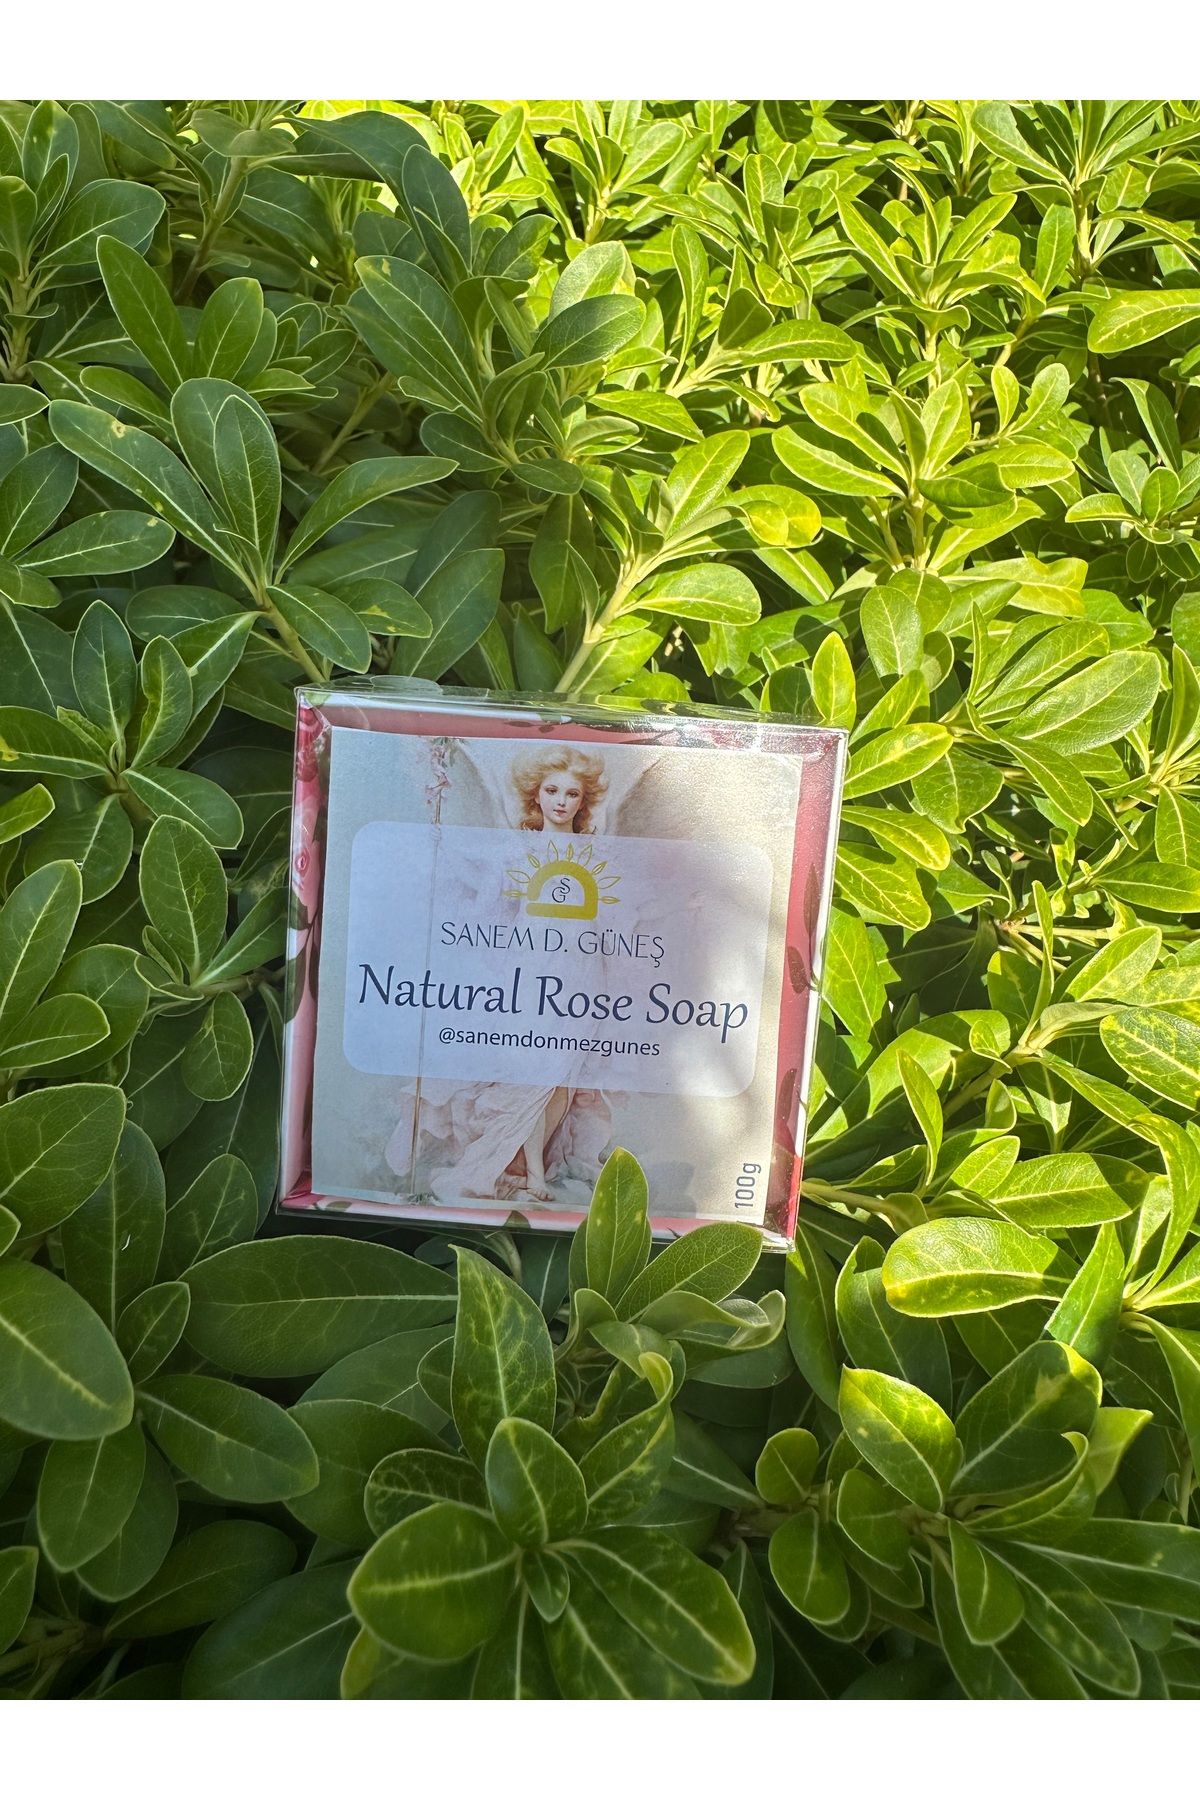 SG
SANEM D. GÜNEŞ
Natural Rose Soap
@sanemdonmezgunes
100g